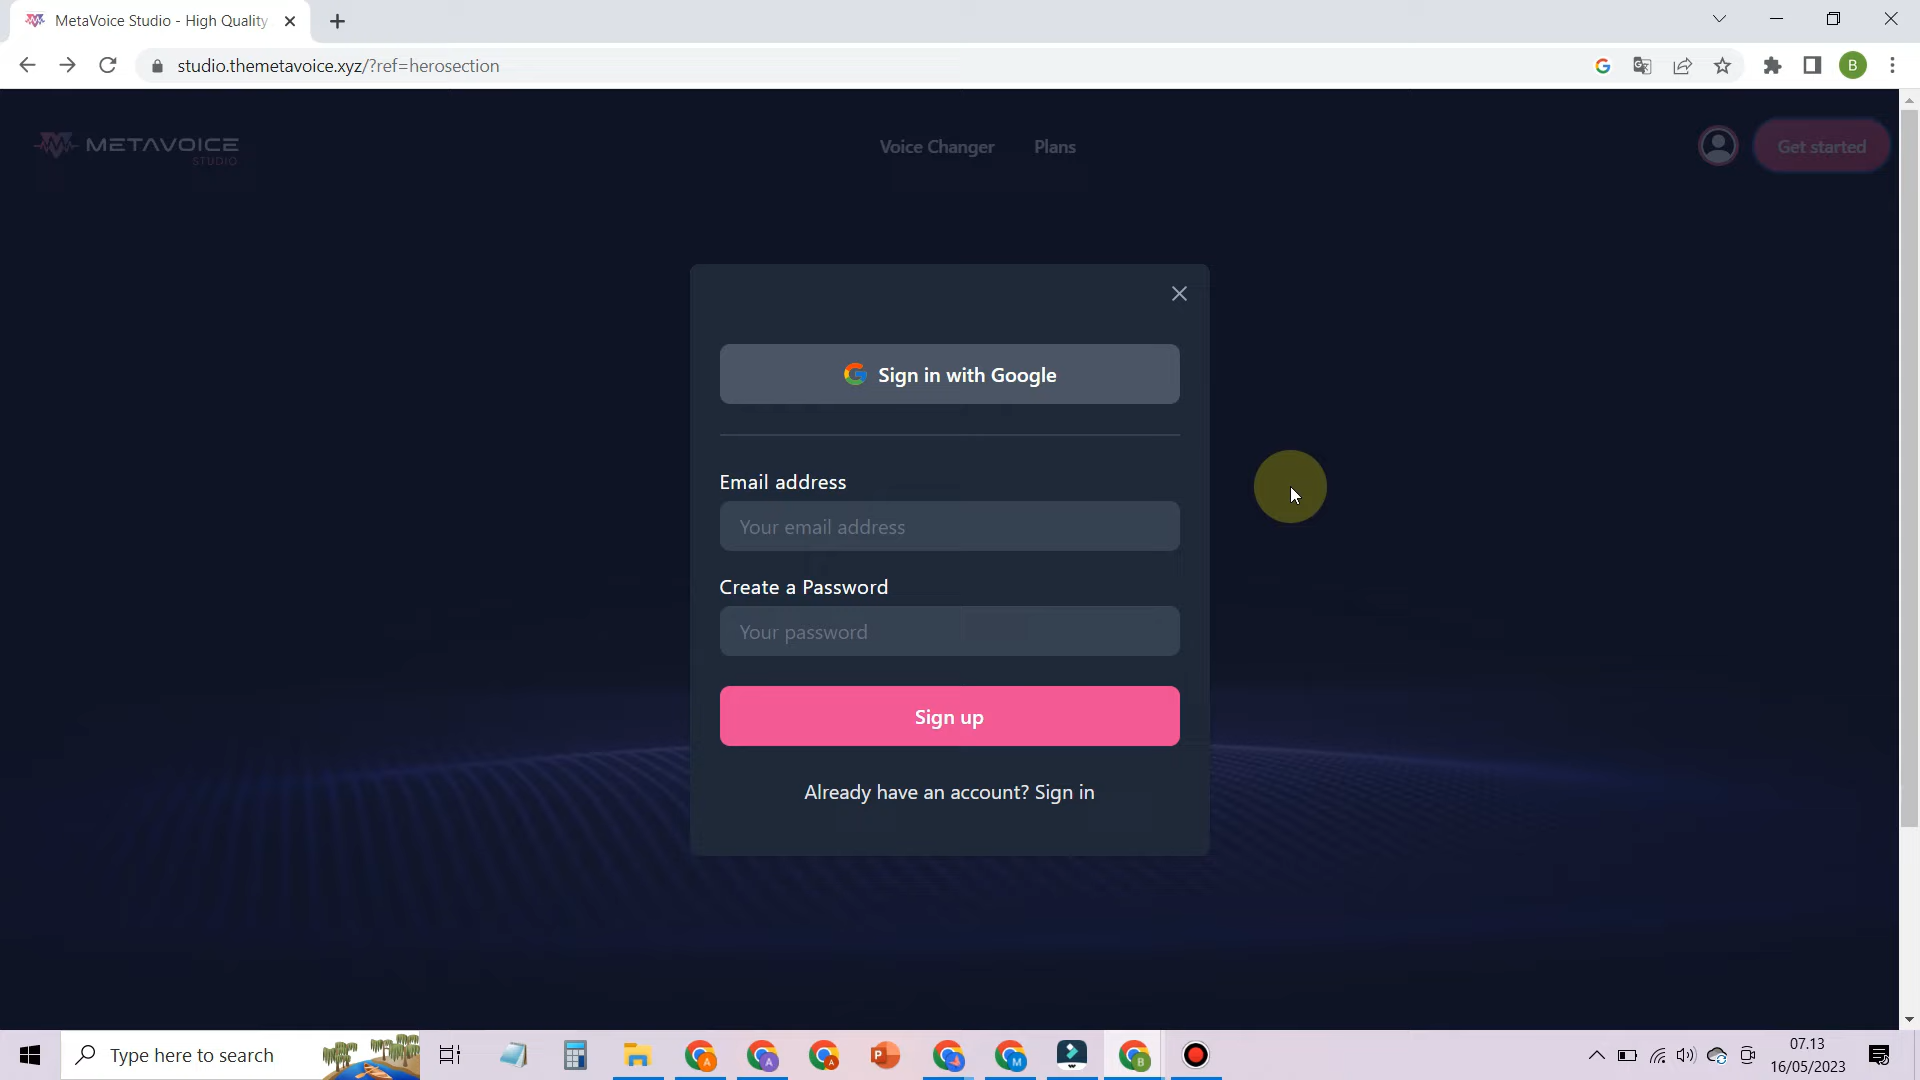 MetaVoice Studio - High Quality
studio.themetavoice.xyz/?ref=herosection
B
METAVOICE
STUDIO
Voice Changer
Plans
Get started
Sign in with Google
Email address
Your email address
Create a Password
Your password
Sign up
Already have an account? Sign in
Type here to search
07.13
16/05/2023